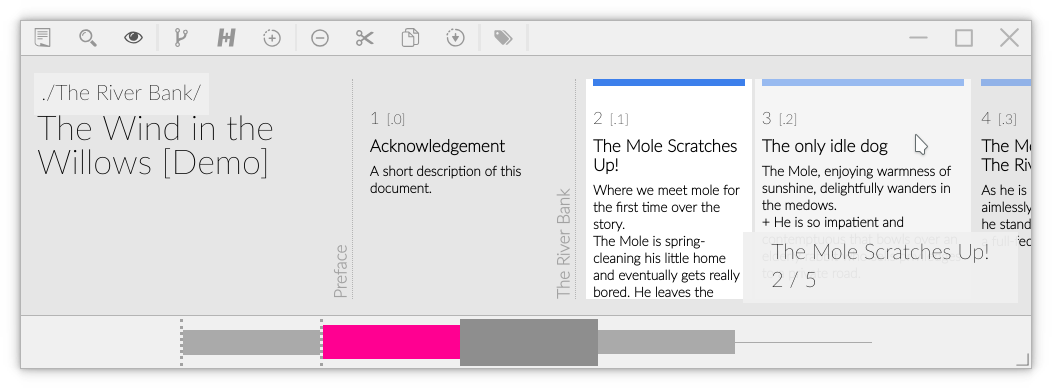 ./The River Bank/
The Wind in the
Willows [Demo]
Preface
1 [.0]
Acknowledgement
A short description of this
document.
The River Bank
2 [.1]
The Mole Scratches
Up!
Where we meet mole for
the first time over the
story.
The Mole is spring-
cleaning his little home
and eventually gets really
bored. He leaves the
3 [.2]
The only idle dog
The Mole, enjoying warmness of
sunshine, delightfully wanders in
the medows.
+ He is so impatient and
4 [.3]
The M
The Riv
As he is
aimlessly
he stand
The Mole Scratches Up!
2 / 5